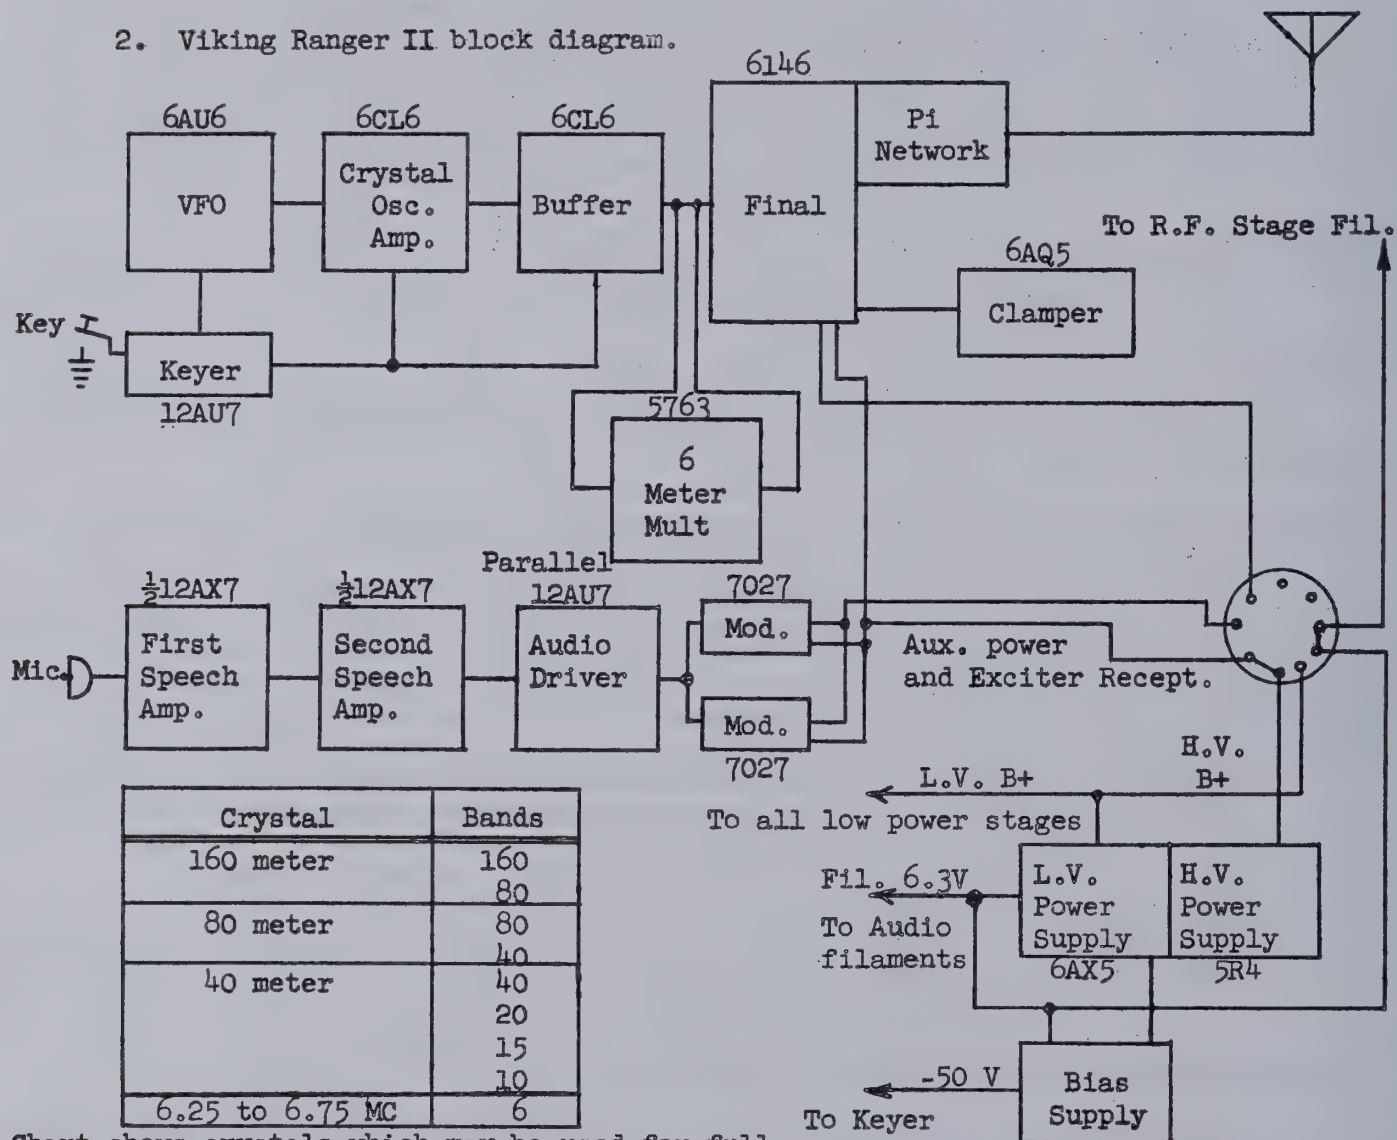 2. Viking Ranger II block diagram.
6146
6AU6
6CL6
6CL6
VFO
Crystal
Osc.
Amp.
Buffer
Final
Pi
Network
To R.F. Stage Fil.
6AQ5
Clamper
Key
Keyer
12AU7
5763
6
Meter
Mult
½12AX7
½12AX7
Parallel
12AU7
7027
Mic.
First
Speech
Amp.
Second
Speech
Amp.
Audio
Driver
Mod.
Mod.
7027
Aux. power
and Exciter Recept.
H.V.
B+
L.V. B+
To all low power stages
Fil. 6.3V
To Audio
filaments
L.V.
Power
Supply
6AX5
H.V.
Power
Supply
5R4
-50 V
To Keyer
Bias
Supply
Crystal Bands
160 meter 160
80
80 meter 80
40
40 meter 40
20
15
10
6.25 to 6.75 MC 6